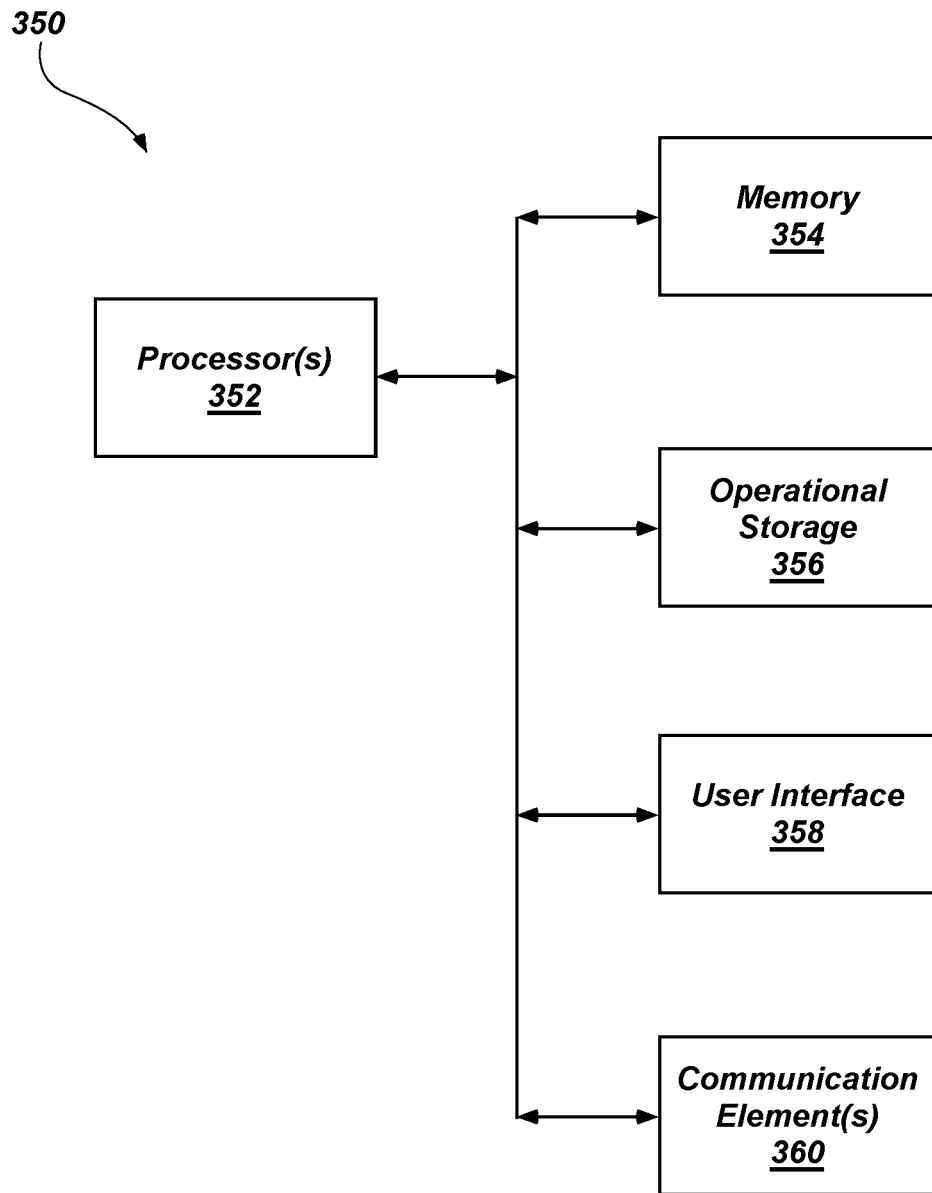 350
Memory
354
Processor(s)
352
Operational
Storage
356
User Interface
358
Communication
Element(s)
360